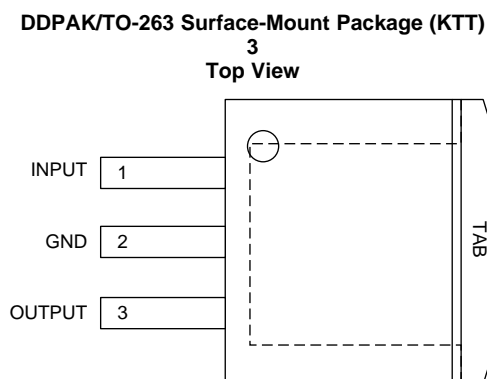 DDPAK/TO-263 Surface-Mount Package (KTT)
3
Top View
INPUT 1
GND 2
OUTPUT 3
TAB